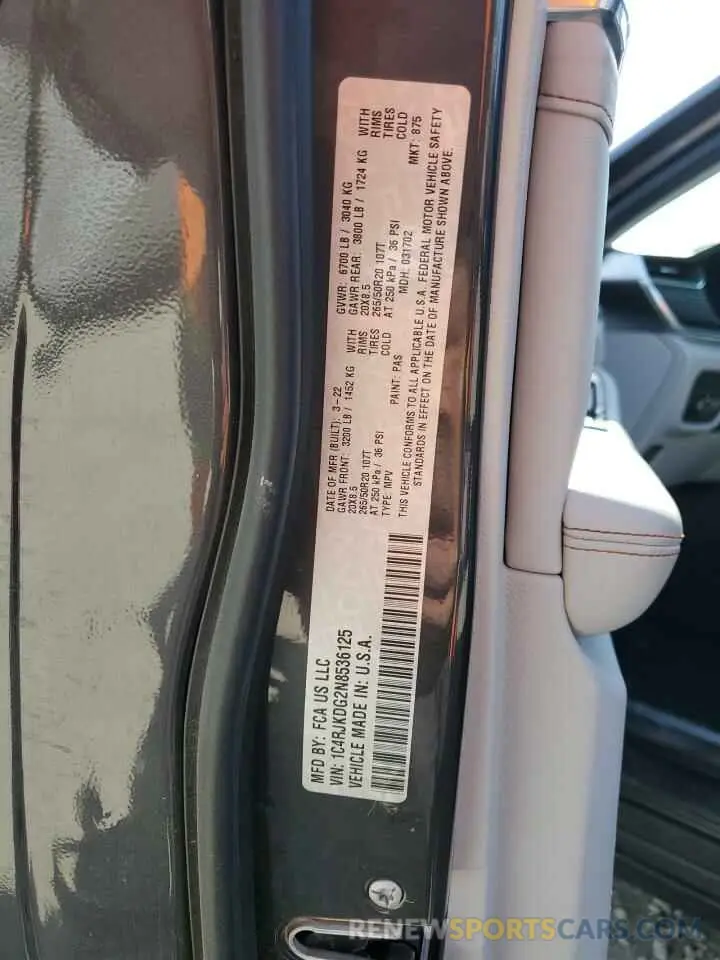 MFD BY: FCA US LLC
VIN: 1C4RJKDG2N8536125
VEHICLE MADE IN: U.S.A.
DATE OF MFR (BUILT): 3-22
GAWR FRONT: 3200 LB / 1452 KG WITH
20X8.5 RIMS
265/50R20 107T TIRES
AT 250 kPa / 36 PSI COLD
TYPE: MPV PAINT: PAS
GVWR: 6700 LB / 3040 KG
GAWR REAR: 3800 LB / 1724 KG WITH
20X8.5 RIMS
265/50R20 107T TIRES
AT 250 kPa / 36 PSI COLD
MDH: 031702 MKT: 875
THIS VEHICLE CONFORMS TO ALL APPLICABLE U.S.A. FEDERAL MOTOR VEHICLE SAFETY
STANDARDS IN EFFECT ON THE DATE OF MANUFACTURE SHOWN ABOVE.
RENEWSPORTSCARS.COM